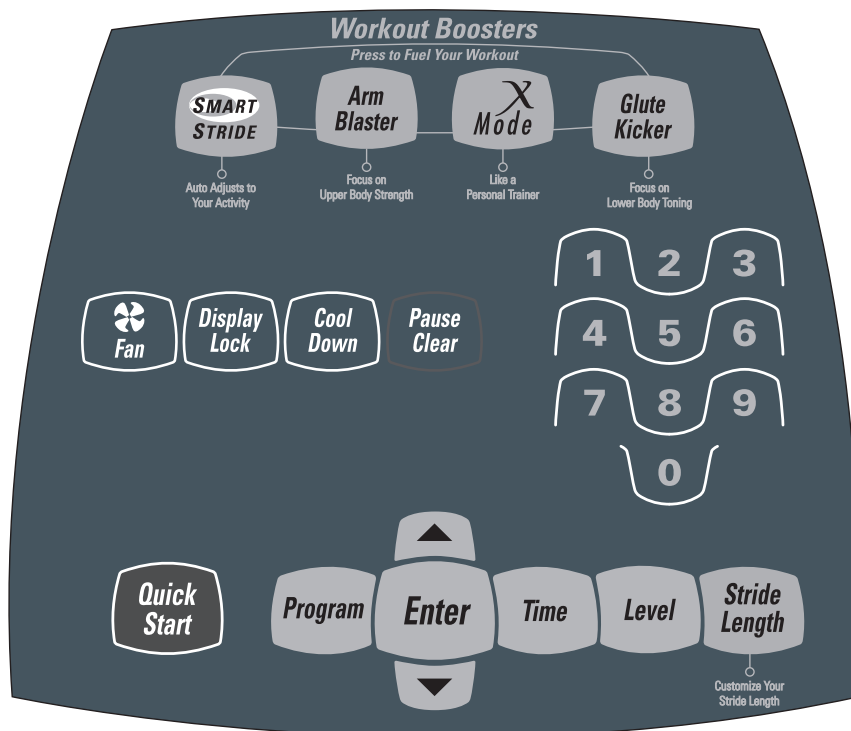 Workout Boosters
Press to Fuel Your Workout
SMART
STRIDE
Arm
Blaster
X
Mode
Glute
Kicker
Auto Adjusts to
Your Activity
Focus on
Upper Body Strength
Like a
Personal Trainer
Focus on
Lower Body Toning
1 2 3
Fan
Display
Lock
Cool
Down
Pause
Clear
4 5 6
7 8 9
0
Quick
Start
Program
Enter
Time
Level
Stride
Length
Customize Your
Stride Length